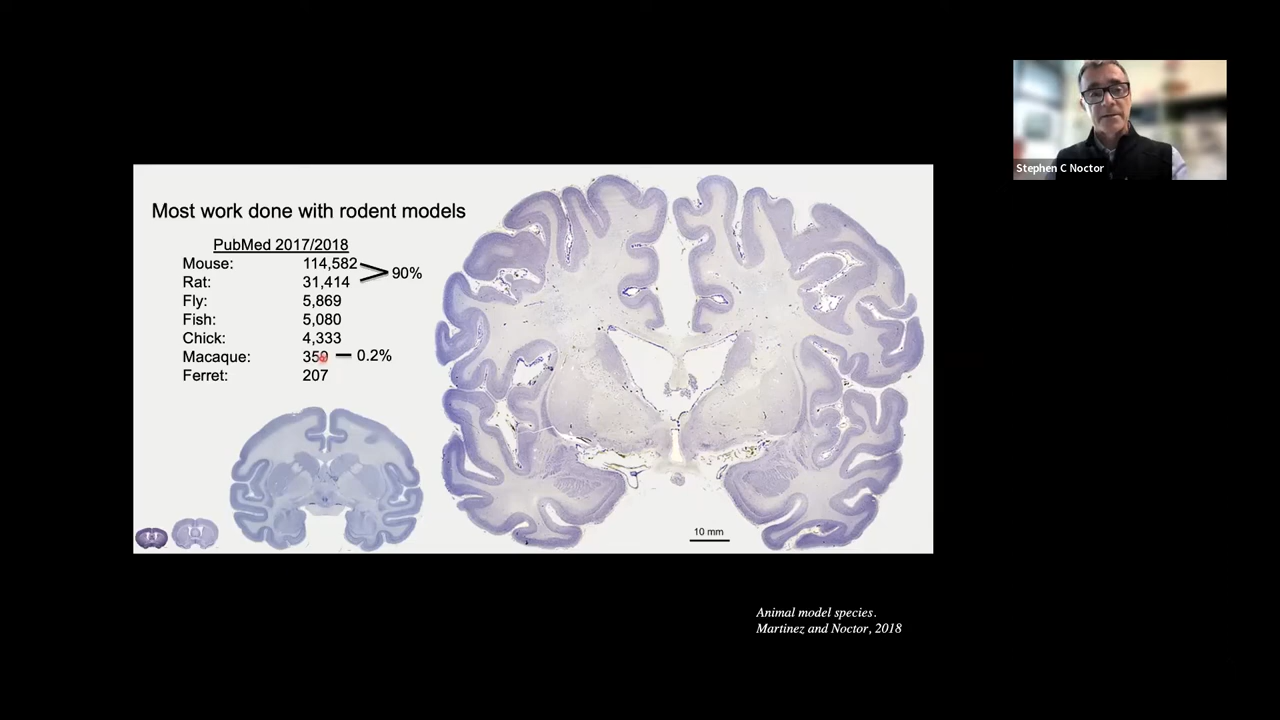 Stephen C Noctor
Most work done with rodent models
PubMed 2017/2018
Mouse: 114,582
90%
Rat: 31,414
Fly: 5,869
Fish: 5,080
Chick: 4,333
Macaque: 359 0.2%
Ferret: 207
10 mm
Animal model species.
Martinez and Noctor, 2018